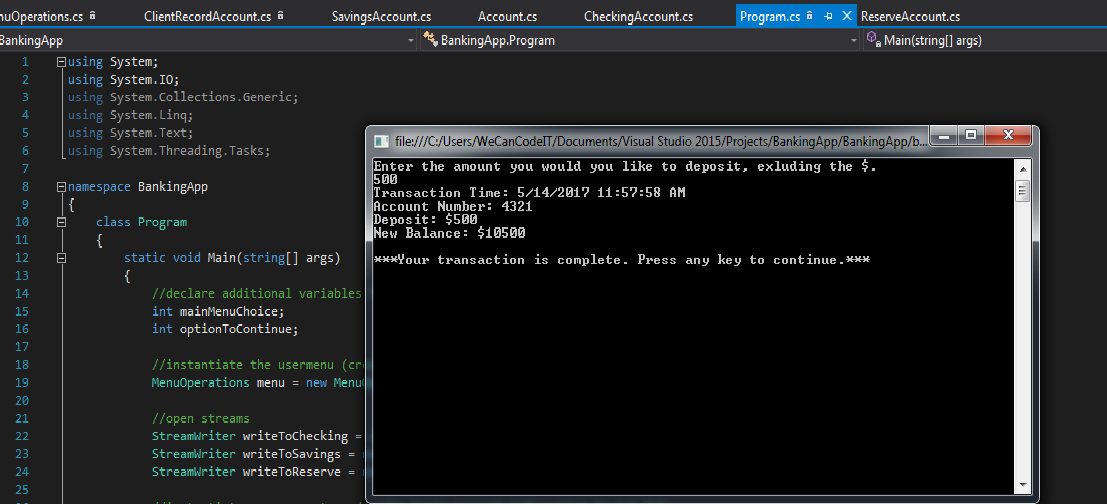 nuOperations.cs ClientRecordAccount.cs SavingsAccount.cs Account.cs CheckingAccount.cs Program.cs ReserveAccount.cs
BankingApp BankingApp.Program Main(string[] args)
1 using System;
2 using System.IO;
3 using System.Collections.Generic;
4 using System.Linq;
5 using System.Text;
6 using System.Threading.Tasks;
7
8 namespace BankingApp
9 {
10 class Program
11 {
12 static void Main(string[] args)
13 {
14 //declare additional variables
15 int mainMenuChoice;
16 int optionToContinue;
17
18 //instantiate the usermenu (cre
19 MenuOperations menu = new Menu
20
21 //open streams
22 StreamWriter writeToChecking =
23 StreamWriter writeToSavings =
24 StreamWriter writeToReserve =
25
file:///C:/Users/WeCanCodeIT/Documents/Visual Studio 2015/Projects/BankingApp/BankingApp/b...
Enter the amount you would you like to deposit, exluding the $.
500
Transaction Time: 5/14/2017 11:57:58 AM
Account Number: 4321
Deposit: $500
New Balance: $10500
***Your transaction is complete. Press any key to continue.***